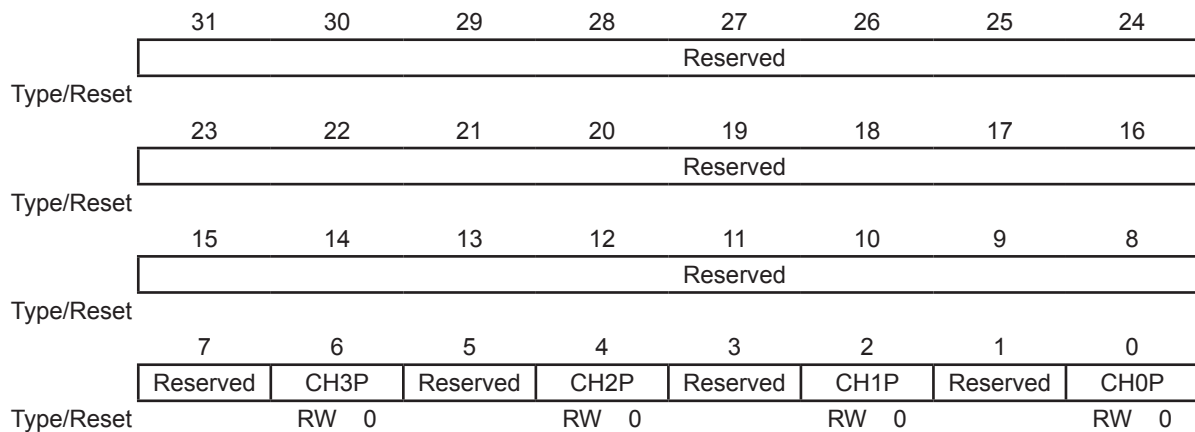 31 30 29 28 27 26 25 24
Reserved
Type/Reset
23 22 21 20 19 18 17 16
Reserved
Type/Reset
15 14 13 12 11 10 9 8
Reserved
Type/Reset
7 6 5 4 3 2 1 0
Reserved CH3P Reserved CH2P Reserved CH1P Reserved CH0P
Type/Reset RW 0 RW 0 RW 0 RW 0